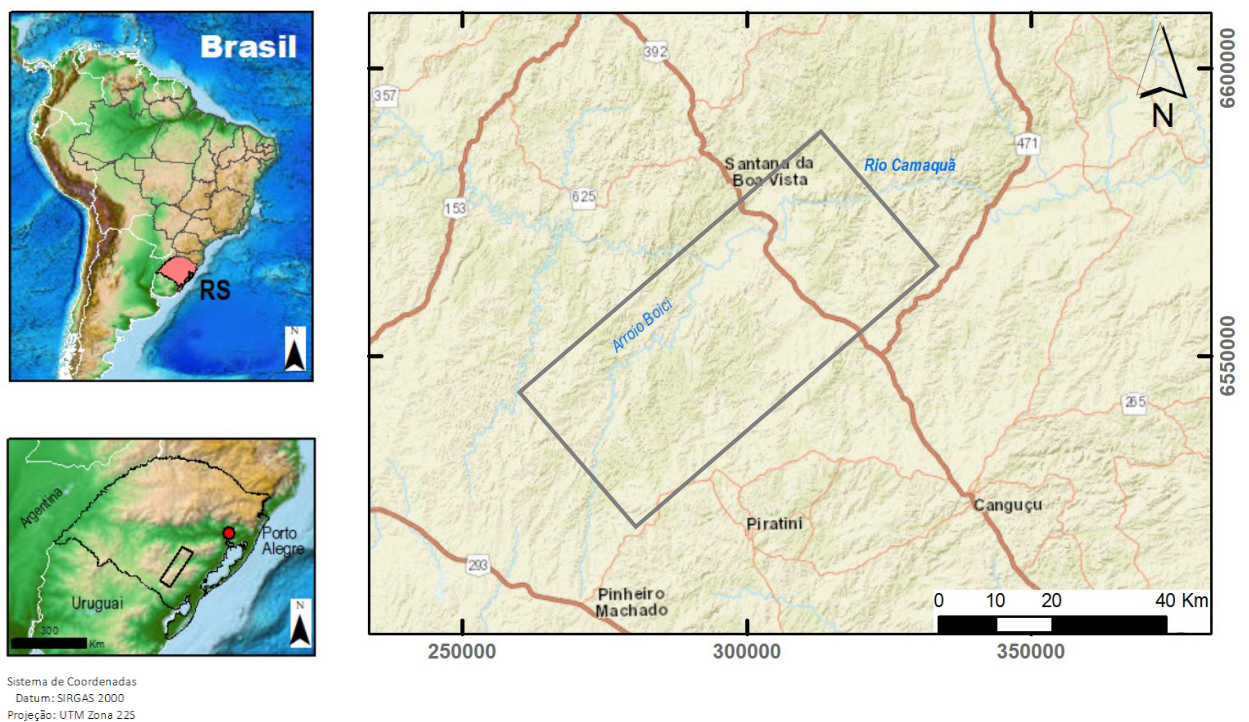 Brasil
RS
N
Argentina
Porto
Alegre
Uruguai
300
Km
N
Sistema de Coordenadas
Datum: SIRGAS 2000
Projeção: UTM Zona 22S
392
357
471
Santana da
Boa Vista
Rio Camaquã
625
153
Arroio Boici
265
Canguçu
Piratini
293
Pinheiro
Machado
N
0 10 20 40 Km
6600000
6550000
250000 300000 350000